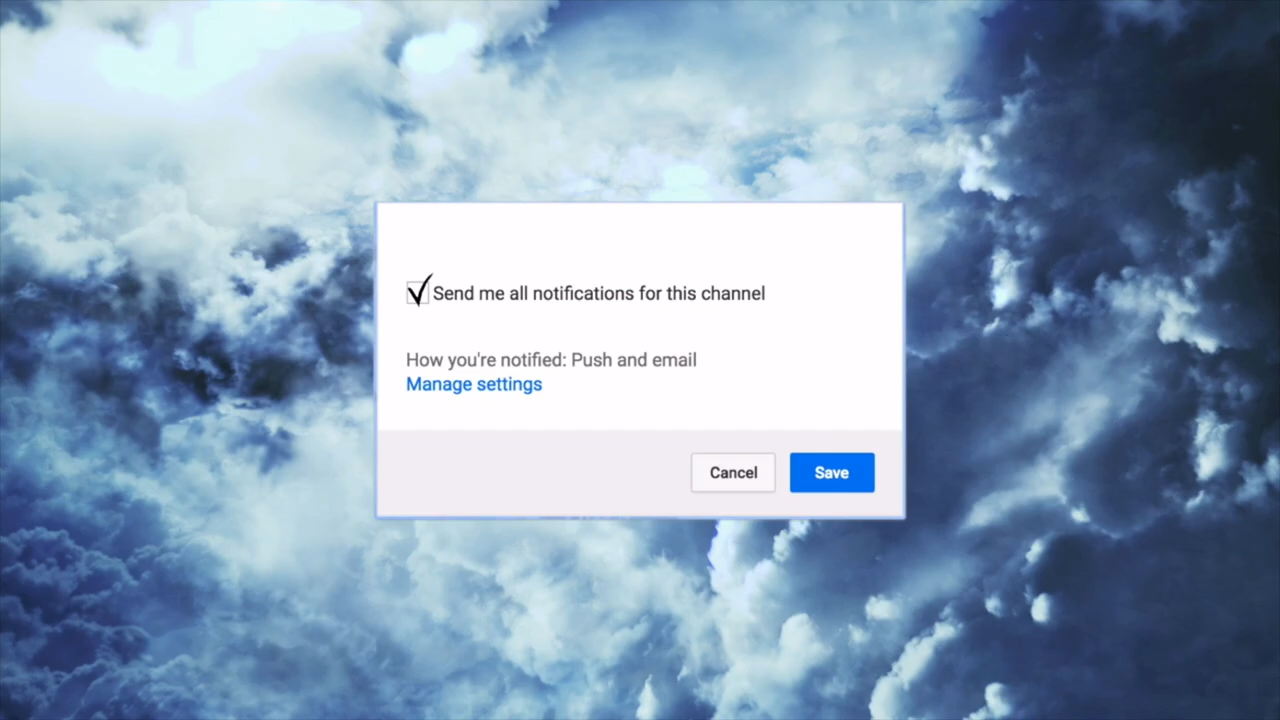 Send me all notifications for this channel
How you're notified: Push and email
Manage settings
Cancel Save